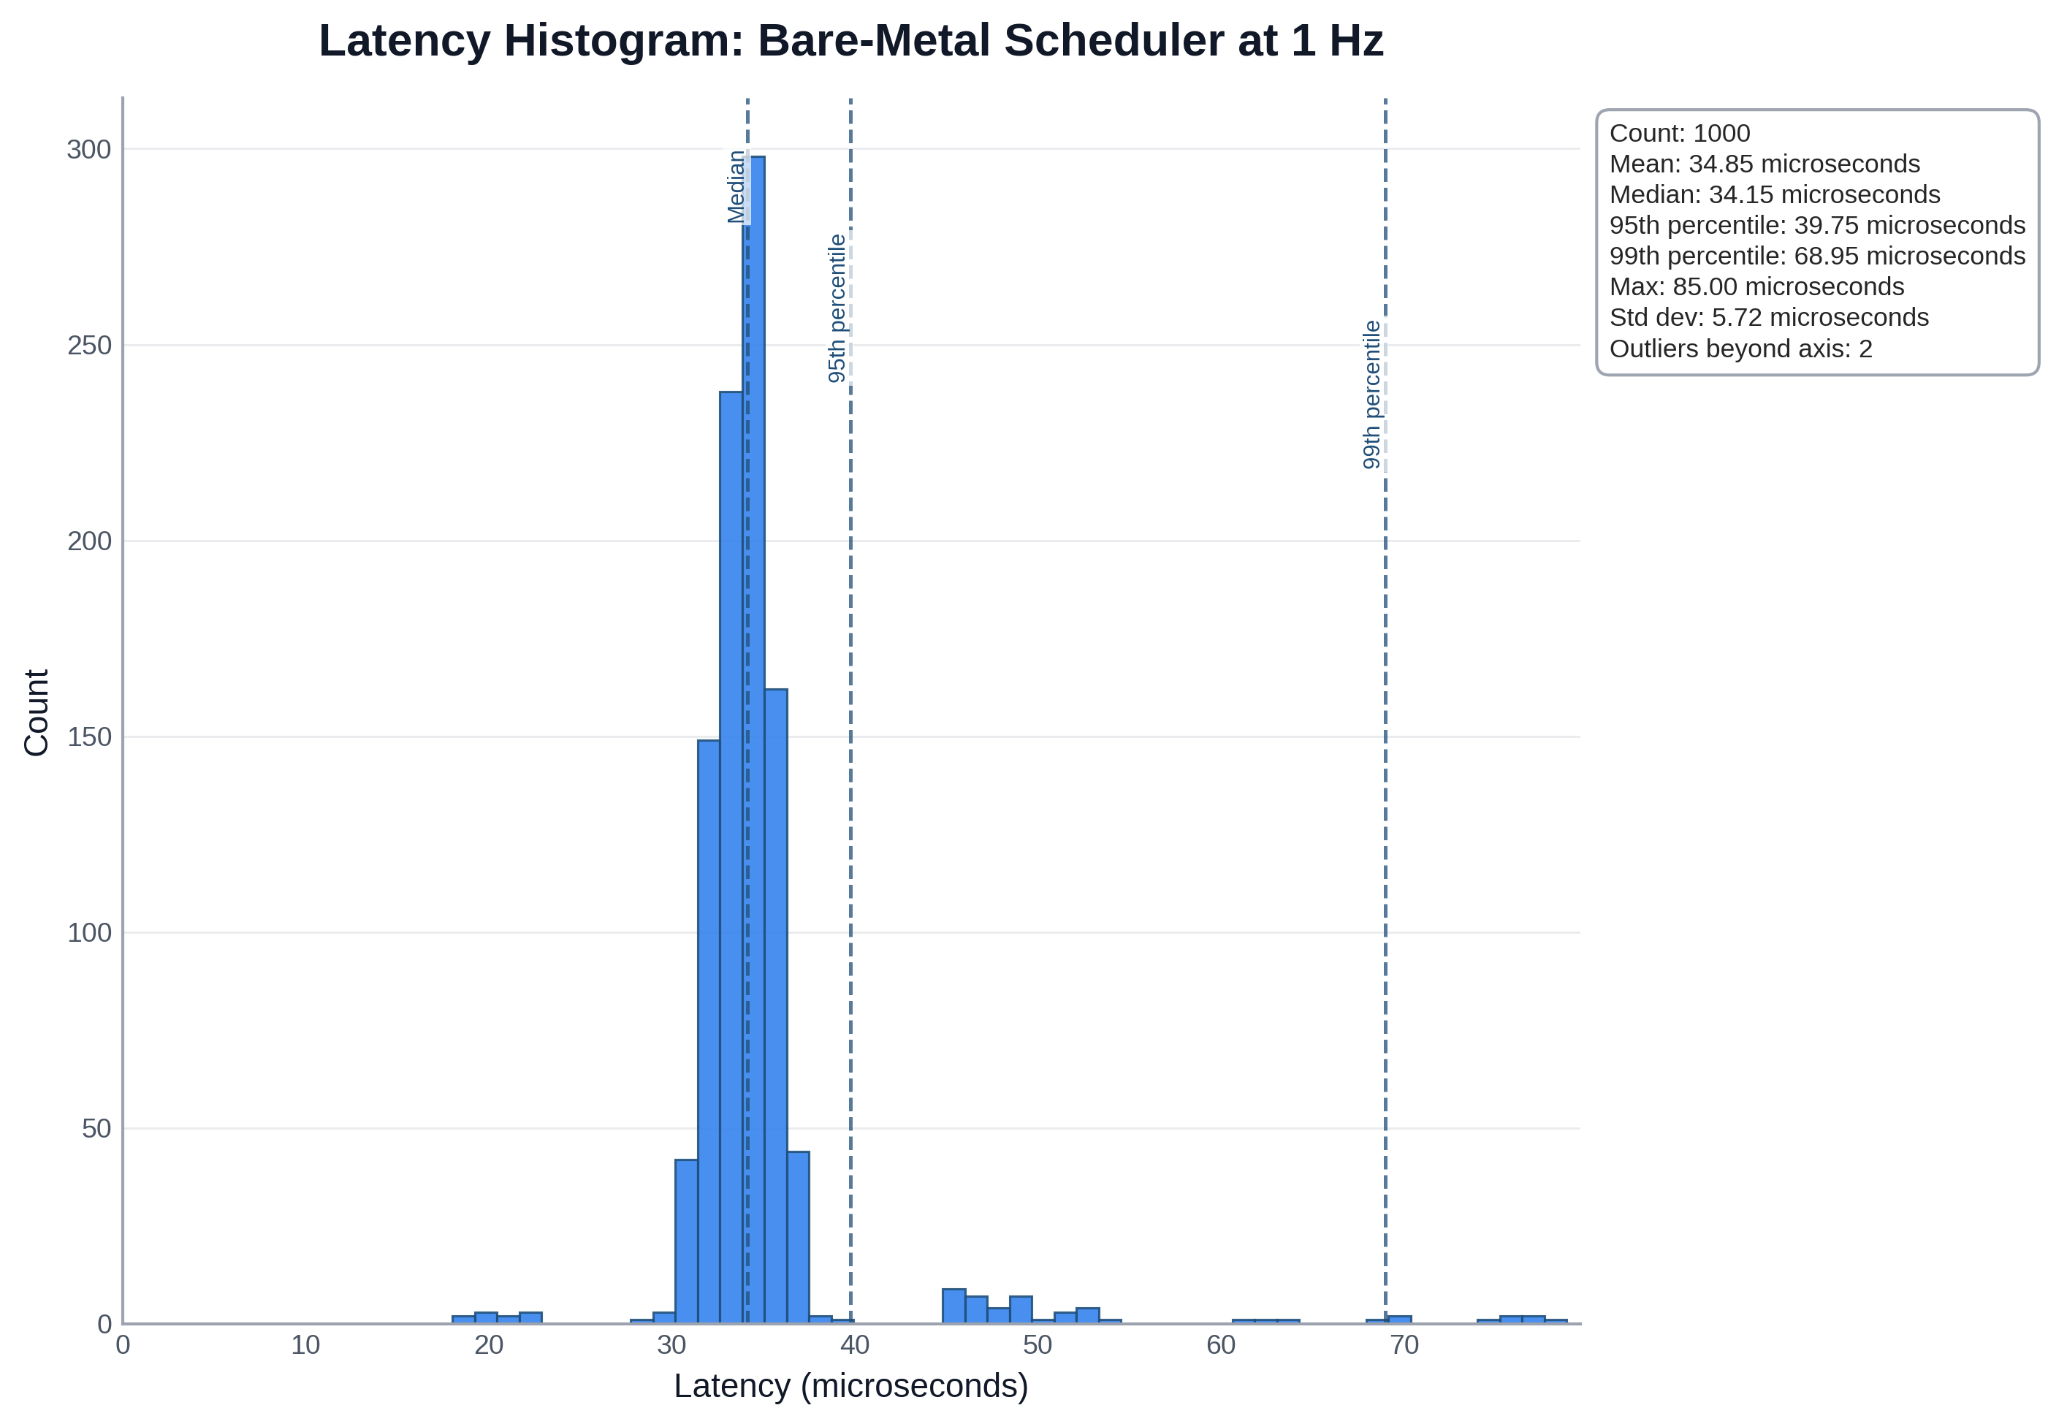 Latency Histogram: Bare-Metal Scheduler at 1 Hz
Count: 1000
Mean: 34.85 microseconds
Median: 34.15 microseconds
95th percentile: 39.75 microseconds
99th percentile: 68.95 microseconds
Max: 85.00 microseconds
Std dev: 5.72 microseconds
Outliers beyond axis: 2
Median
95th percentile
99th percentile
Count
300
250
200
150
100
50
0
0 10 20 30 40 50 60 70
Latency (microseconds)